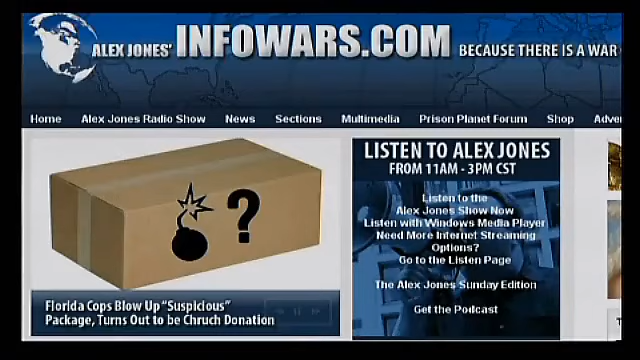 ALEX JONES' INFOWARS.COM BECAUSE THERE IS A WAR
Home Alex Jones Radio Show News Sections Multimedia Prison Planet Forum Shop Adve
?
Florida Cops Blow Up "Suspicious"
Package, Turns Out to be Chruch Donation
LISTEN TO ALEX JONES
FROM 11AM - 3PM CST
Listen to the
Alex Jones Show Now
Listen with Windows Media Player
Need More Internet Streaming
Options?
Go to the Listen Page
The Alex Jones Sunday Edition
Get the Podcast